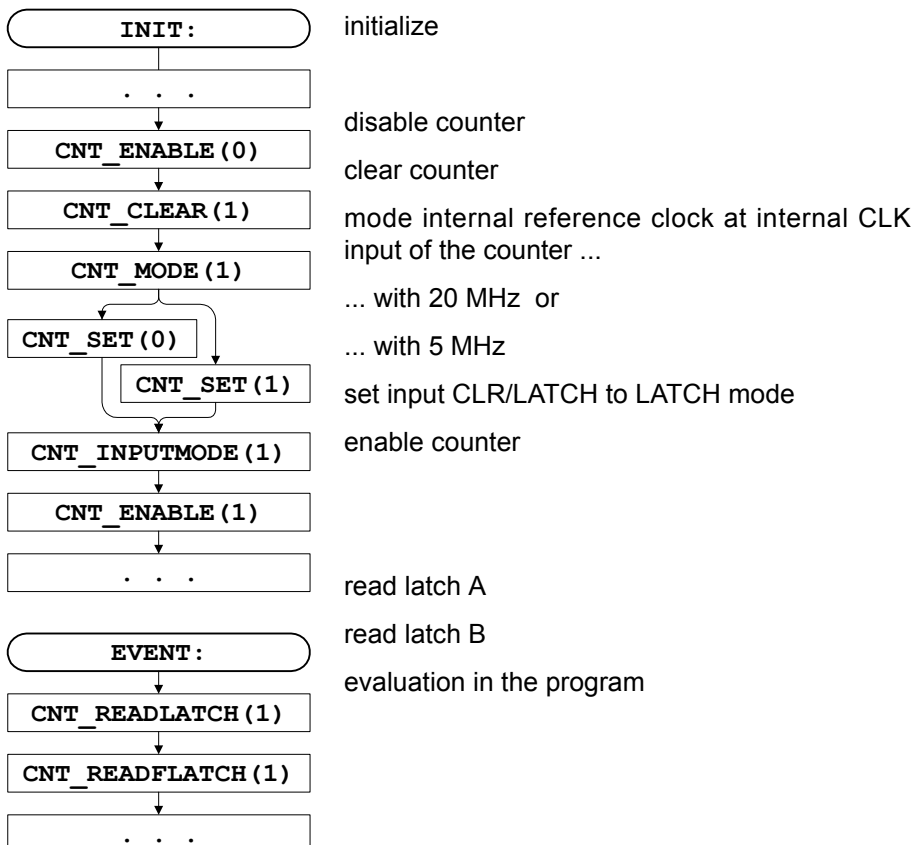 INIT:
initialize
. . .
disable counter
CNT_ENABLE(0)
clear counter
CNT_CLEAR(1)
mode internal reference clock at internal CLK
input of the counter ...
CNT_MODE(1)
... with 20 MHz or
CNT_SET(0)
... with 5 MHz
CNT_SET(1)
set input CLR/LATCH to LATCH mode
enable counter
CNT_INPUTMODE(1)
CNT_ENABLE(1)
. . .
read latch A
read latch B
EVENT:
evaluation in the program
CNT_READLATCH(1)
CNT_READFLATCH(1)
. . .